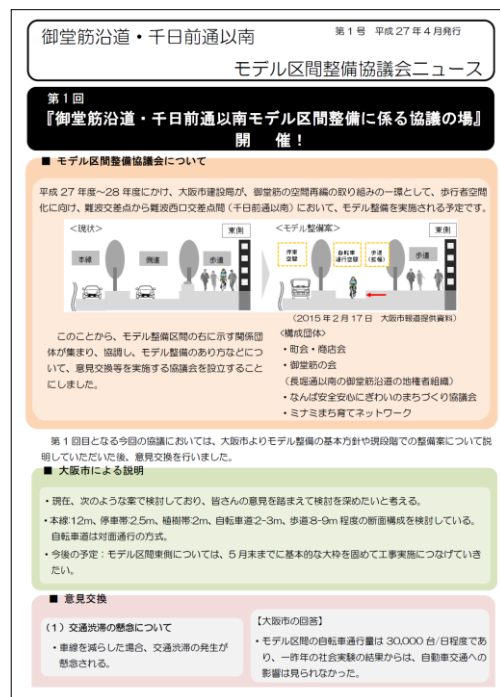 御堂筋沿道・千日前通以南
第1号 平成27年4月発行
モデル区間整備協議会ニュース
第1回
『御堂筋沿道・千日前通以南モデル区間整備に係る協議の場』
開 催！
■ モデル区間整備協議会について
平成27年度～28年度にかけ、大阪市建設局が、御堂筋の空間再編の取り組みの一環として、歩行者空間
化に向け、難波交差点から難波西口交差点間（千日前通以南）において、モデル整備を実施される予定です。
＜現状＞
東側
本線
側道
歩道
＜モデル整備案＞
東側
停車
空間
自転車
通行空間
歩道
（拡幅）
歩道
（2015年2月17日 大阪市報道提供資料）
このことから、モデル整備区間の右に示す関係団
体が集まり、協調し、モデル整備のあり方などにつ
いて、意見交換等を実施する協議会を設立すること
にしました。
＜構成団体＞
・町会・商店会
・御堂筋の会
（長堀通以南の御堂筋沿道の地権者組織）
・なんば安全安心にぎわいのまちづくり協議会
・ミナミまち育てネットワーク
第1回目となる今回の協議においては、大阪市よりモデル整備の基本方針や現段階での整備案について説
明していただいた後、意見交換を行いました。
■ 大阪市による説明
・現在、次のような案で検討しており、皆さんの意見を踏まえて検討を深めたいと考える。
・本線:12m、停車帯:2.5m、植樹帯:2m、自転車道:2-3m、歩道8-9m程度の断面構成を検討している。
自転車道は対面通行の方式。
・今後の予定：モデル区間東側については、5月末までに基本的な大枠を固めて工事実施につなげていき
たい。
■ 意見交換
（1）交通渋滞の懸念について
・車線を減らした場合、交通渋滞の発生が
懸念される。
【大阪市の回答】
・モデル区間の自転車通行量は30,000台/日程度であ
り、一昨年の社会実験の結果からは、自動車交通への
影響は見られなかった。